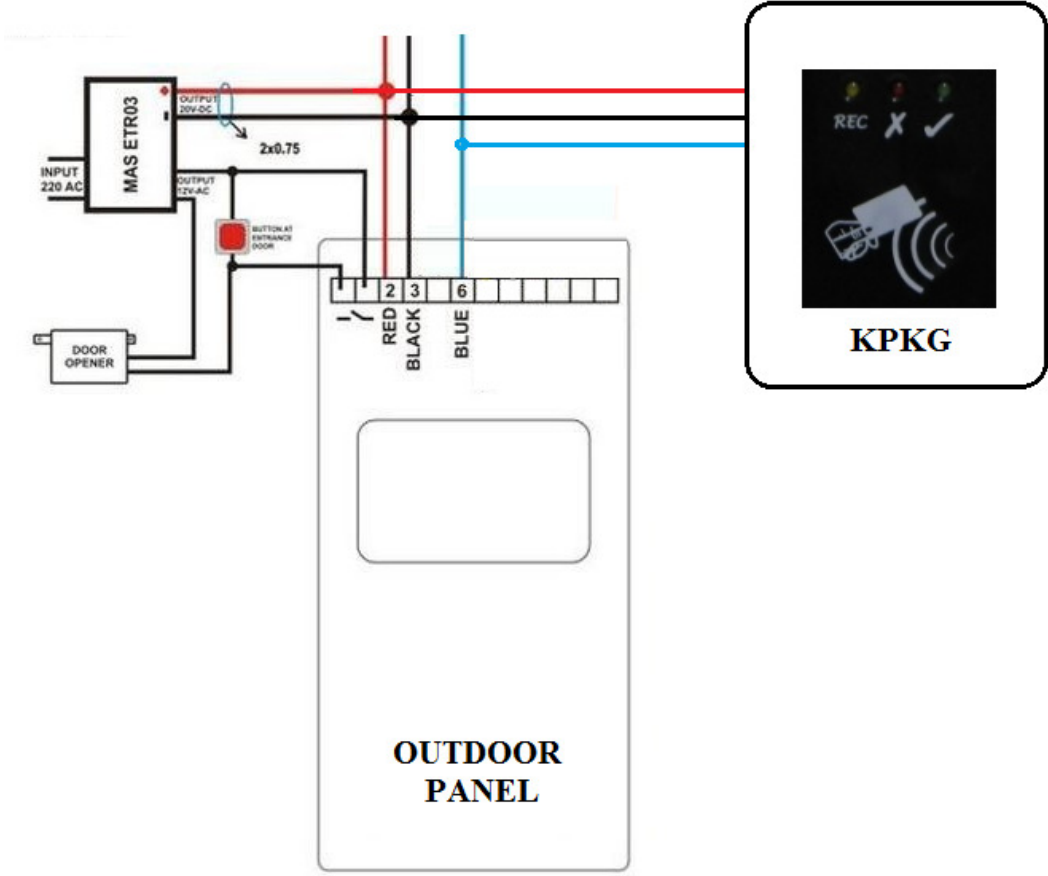 MAS ETR03
OUTPUT
20V-DC
2x0.75
INPUT
220 AC
OUTPUT
12V-AC
BUTTON AT
ENTRANCE
DOOR
DOOR
OPENER
2 3 6
RED
BLACK
BLUE
REC
KPKG
OUTDOOR
PANEL